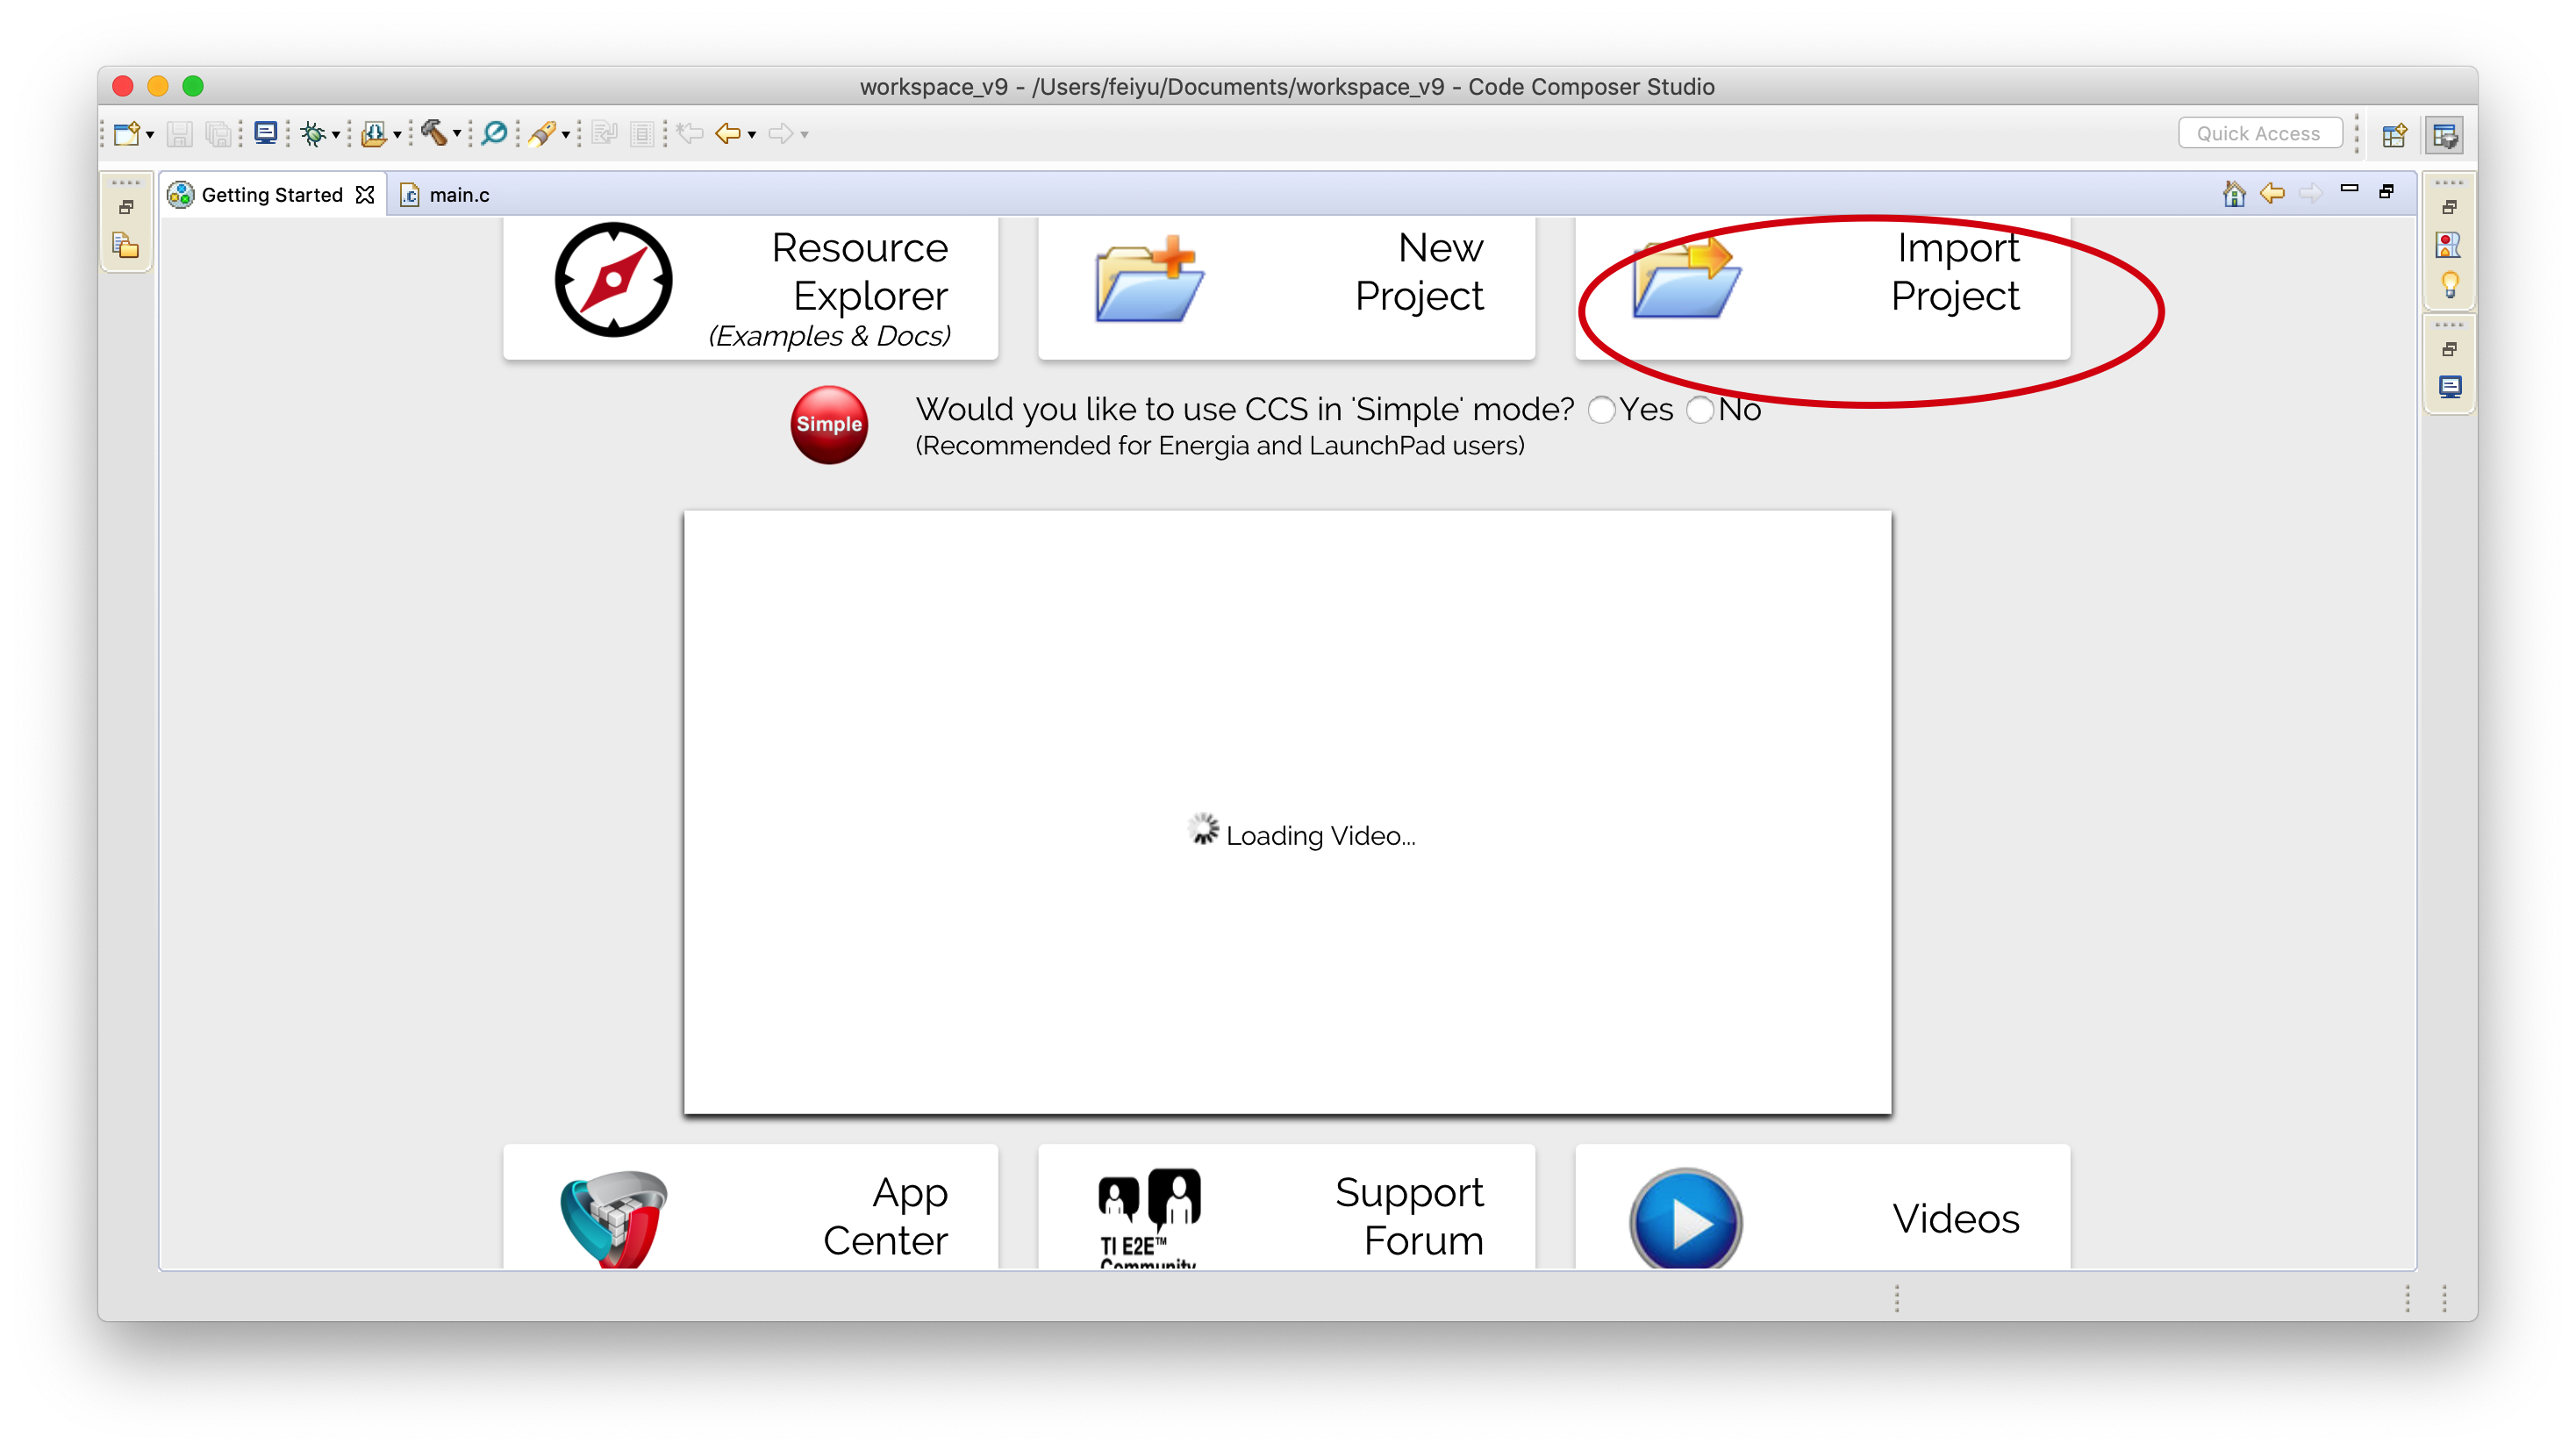 workspace_v9 - /Users/feiyu/Documents/workspace_v9 - Code Composer Studio
Quick Access
Getting Started
.c main.c
Resource
Explorer
(Examples & Docs)
New
Project
Import
Project
Simple
Would you like to use CCS in 'Simple' mode? Yes No
(Recommended for Energia and LaunchPad users)
Loading Video...
App
Center
TI E2E™
Community
Support
Forum
Videos